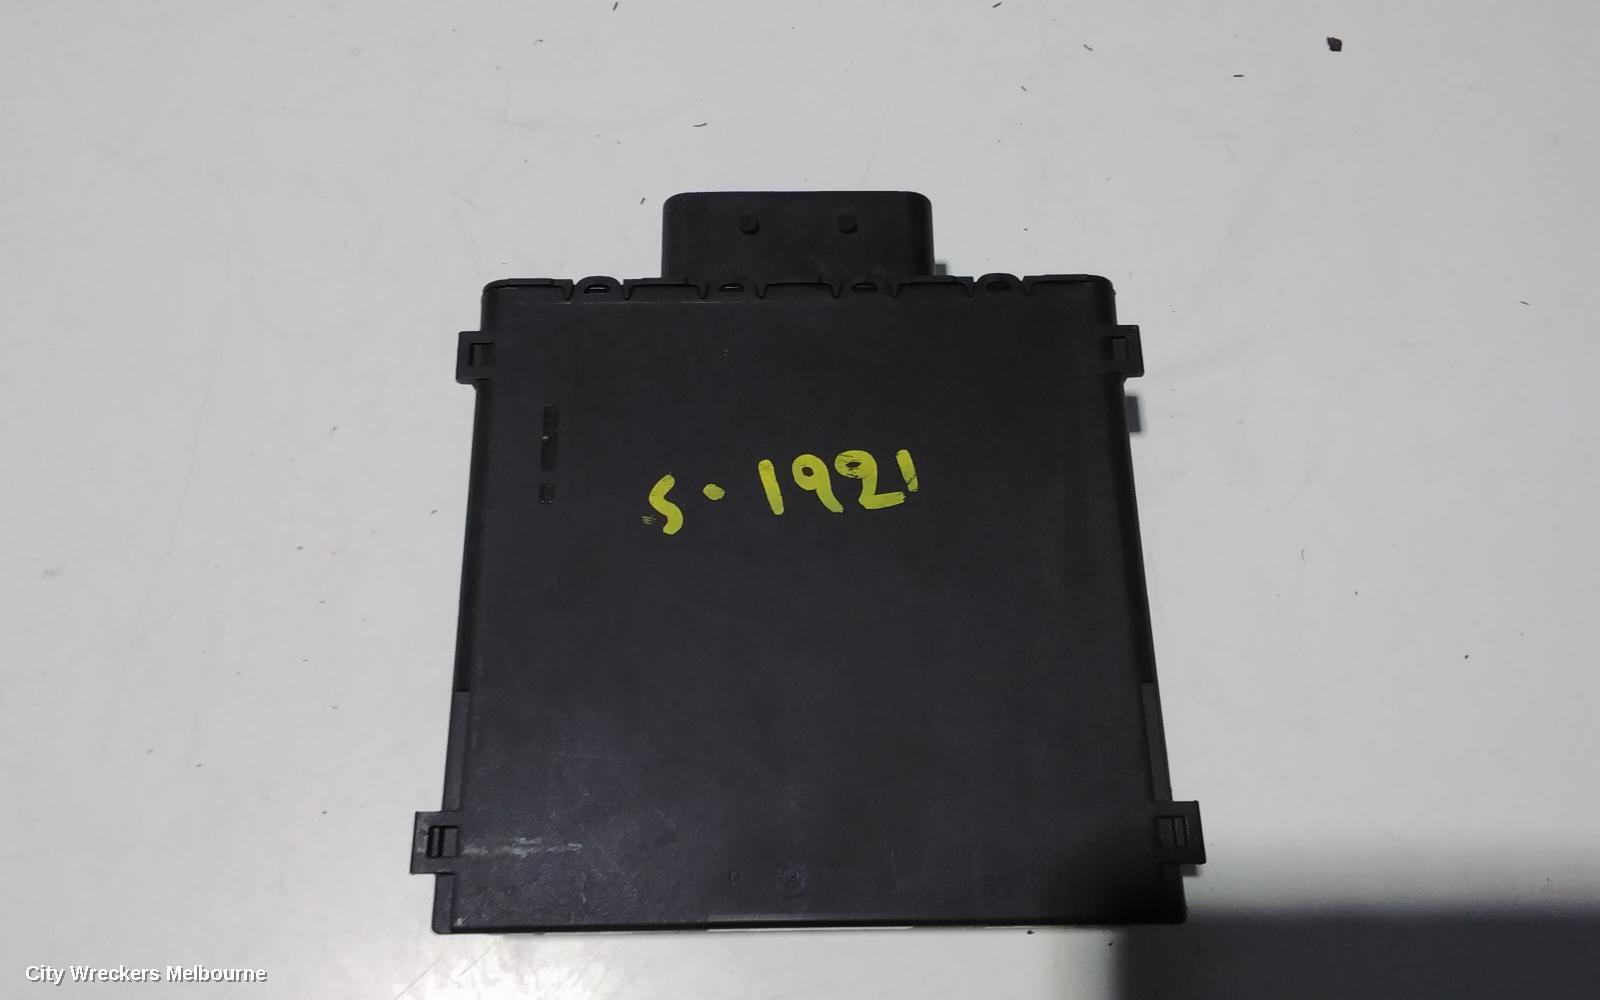 S. 1921
City Wreckers Melbourne